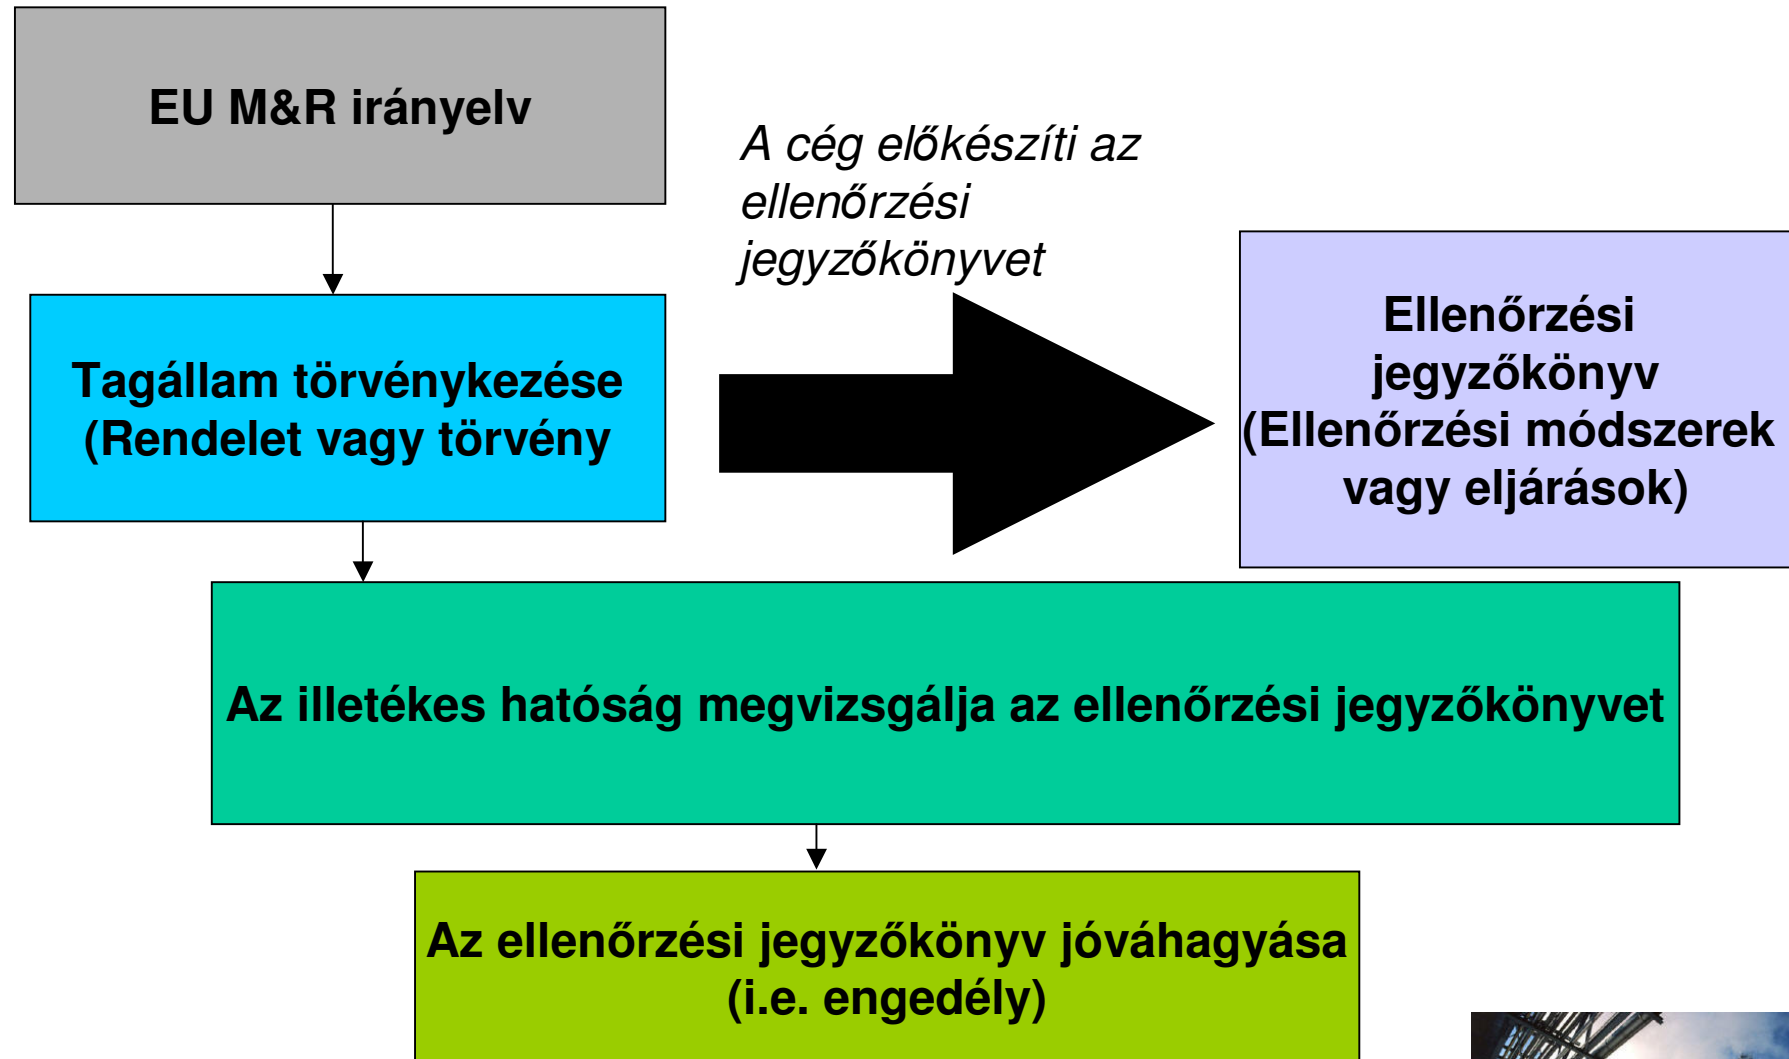 EU M&R irányelv
A cég előkészíti az
ellenőrzési
jegyzőkönyvet
Tagállam törvénykezése
(Rendelet vagy törvény
Ellenőrzési
jegyzőkönyv
(Ellenőrzési módszerek
vagy eljárások)
Az illetékes hatóság megvizsgálja az ellenőrzési jegyzőkönyvet
Az ellenőrzési jegyzőkönyv jóváhagyása
(i.e. engedély)